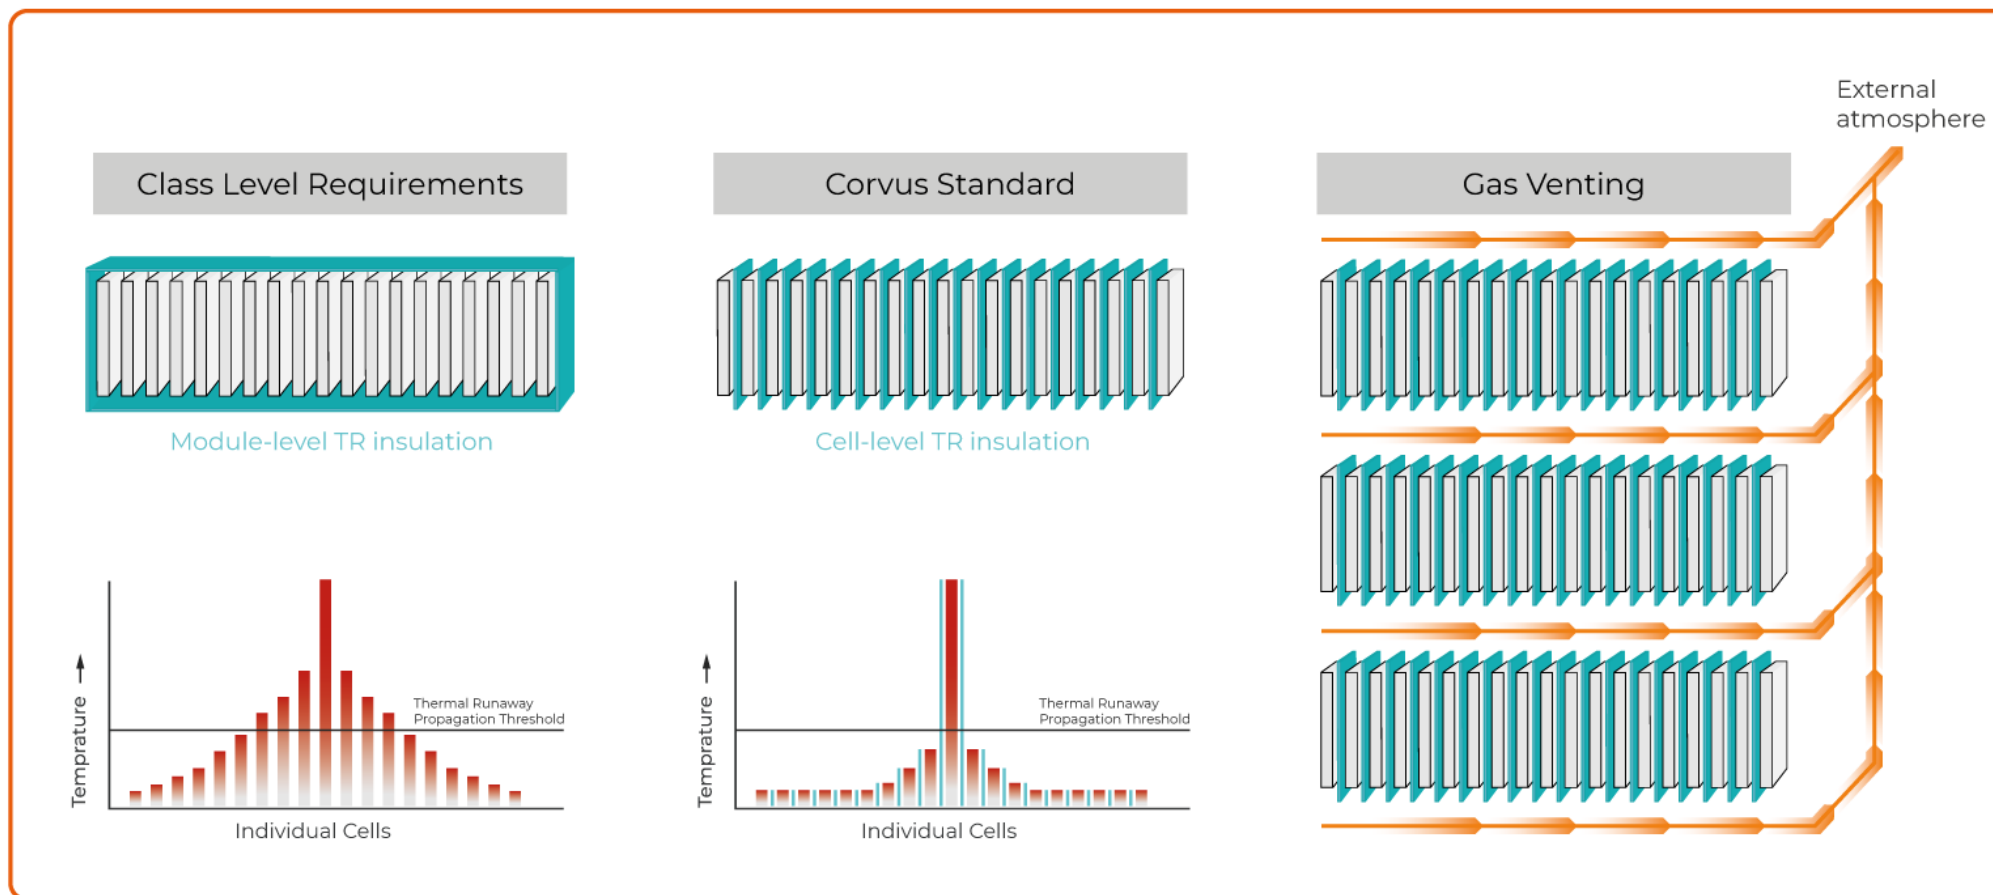 External
atmosphere
Class Level Requirements
Corvus Standard
Gas Venting
Module-level TR insulation
Cell-level TR insulation
Temprature
Thermal Runaway
Propagation Threshold
Individual Cells
Temprature
Thermal Runaway
Propagation Threshold
Individual Cells